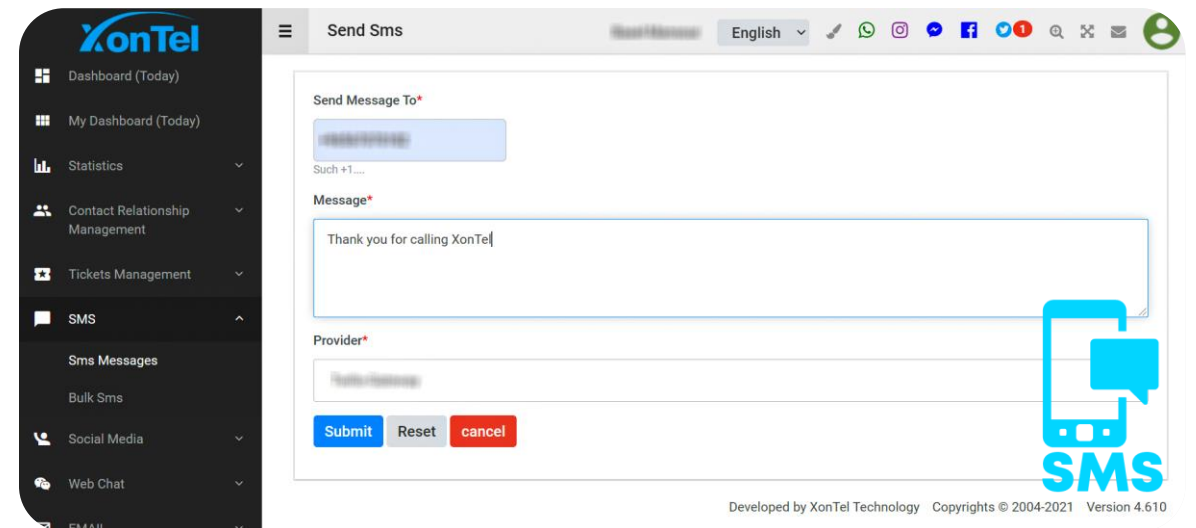 XonTel
Send Sms
English
1
Dashboard (Today)
My Dashboard (Today)
Statistics
Contact Relationship
Management
Tickets Management
SMS
Sms Messages
Bulk Sms
Social Media
Web Chat
EMAIL
Send Message To*
Such +1....
Message*
Thank you for calling XonTel
Provider*
Submit Reset cancel
SMS
Developed by XonTel Technology Copyrights © 2004-2021 Version 4.610